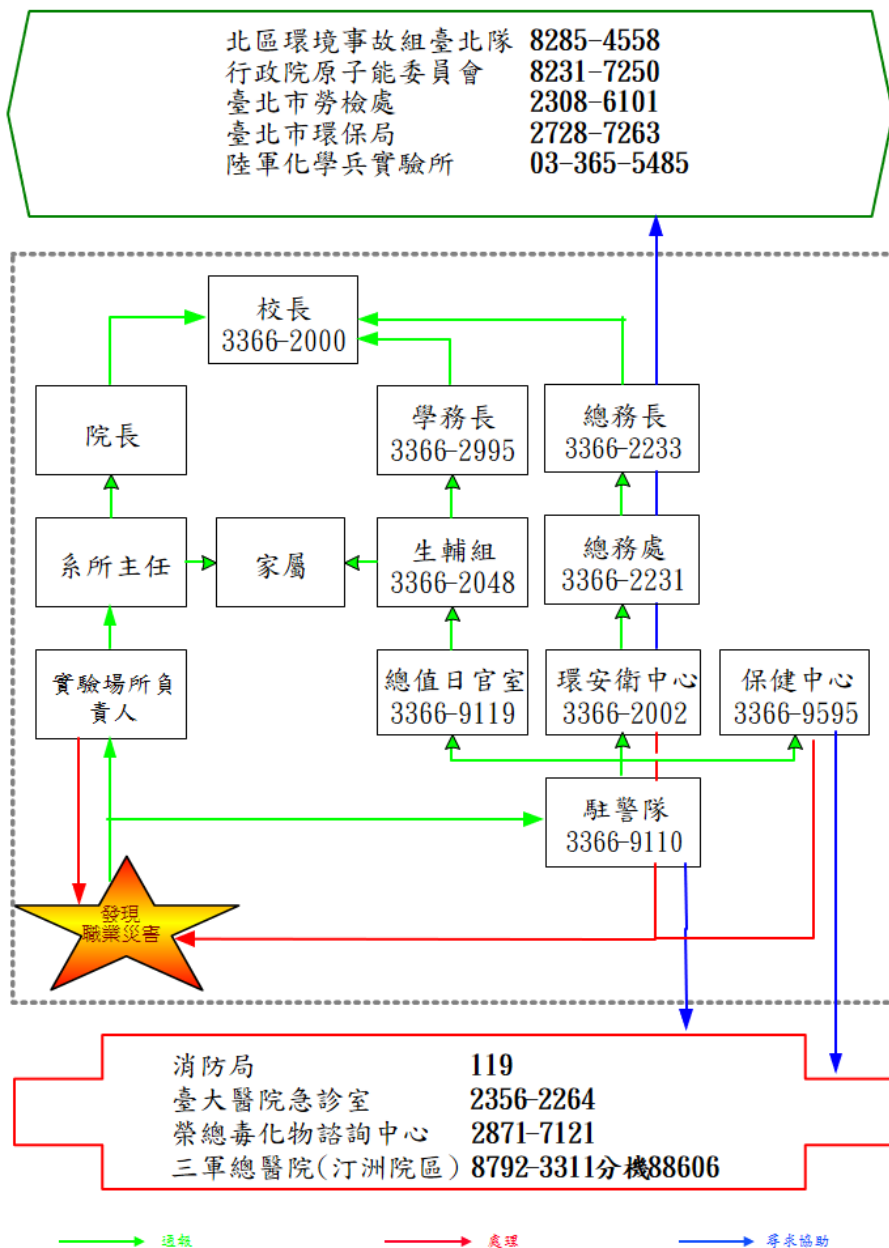 北區環境事故組臺北隊 8285-4558
行政院原子能委員會 8231-7250
臺北市勞檢處 2308-6101
臺北市環保局 2728-7263
陸軍化學兵實驗所 03-365-5485
校長
3366-2000
院長
學務長
3366-2995
總務長
3366-2233
系所主任
家屬
生輔組
3366-2048
總務處
3366-2231
實驗場所負
責人
總值日官室
3366-9119
環安衛中心
3366-2002
保健中心
3366-9595
駐警隊
3366-9110
發現
職業災害
消防局 119
臺大醫院急診室 2356-2264
榮總毒化物諮詢中心 2871-7121
三軍總醫院(汀洲院區) 8792-3311分機88606
通報 處理 尋求協助